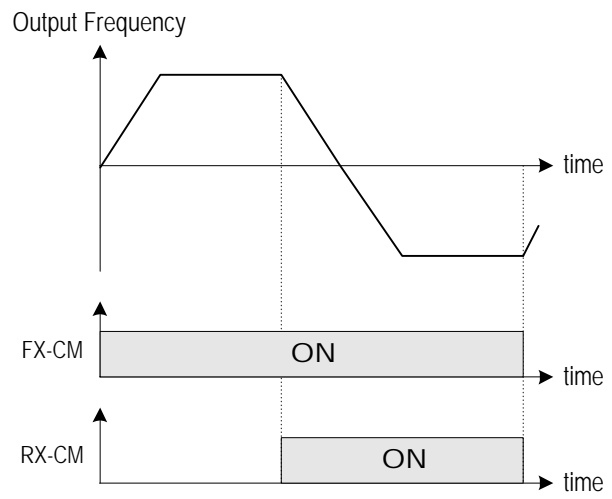 Output Frequency
time
FX-CM
ON
time
RX-CM
ON
time